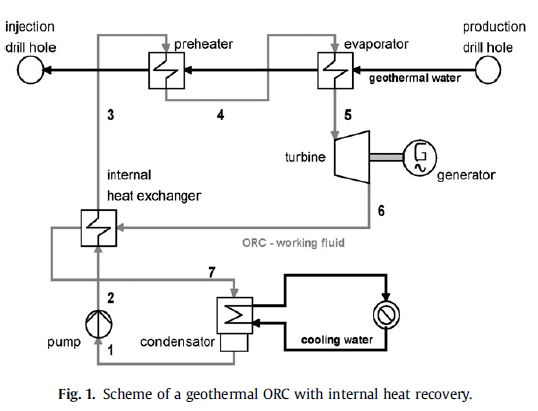 injection
drill hole
preheater
evaporator
production
drill hole
geothermal water
3
4
5
turbine
G
~
generator
internal
heat exchanger
6
ORC - working fluid
7
2
pump
1
condensator
cooling water
Fig. 1. Scheme of a geothermal ORC with internal heat recovery.